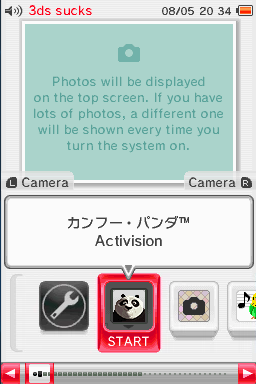 3ds sucks 08/05 20 34
Photos will be displayed
on the top screen. If you have
lots of photos, a different one
will be shown every time you
turn the system on.
L Camera Camera R
カンフー・パンダ™
Activision
START